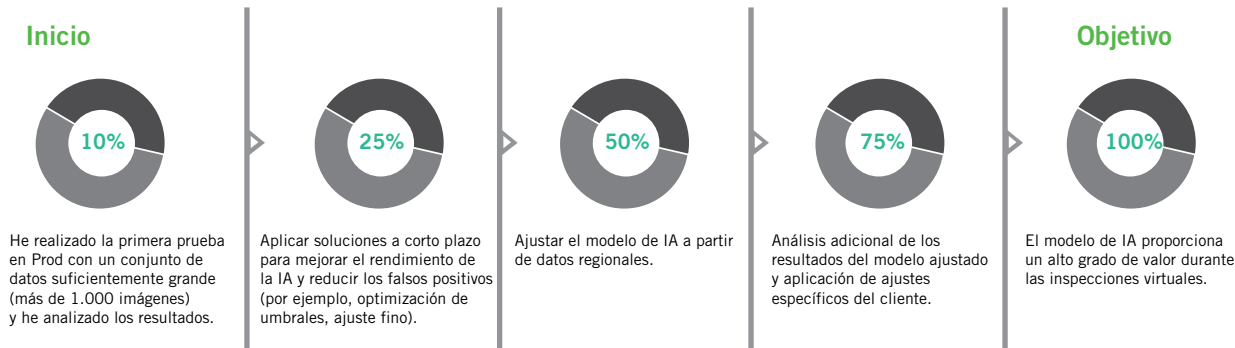 Inicio
10%
He realizado la primera prueba
en Prod con un conjunto de
datos suficientemente grande
(más de 1.000 imágenes)
y he analizado los resultados.
25%
Aplicar soluciones a corto plazo
para mejorar el rendimiento de
la IA y reducir los falsos positivos
(por ejemplo, optimización de
umbrales, ajuste fino).
50%
Ajustar el modelo de IA a partir
de datos regionales.
75%
Análisis adicional de los
resultados del modelo ajustado
y aplicación de ajustes
específicos del cliente.
Objetivo
100%
El modelo de IA proporciona
un alto grado de valor durante
las inspecciones virtuales.